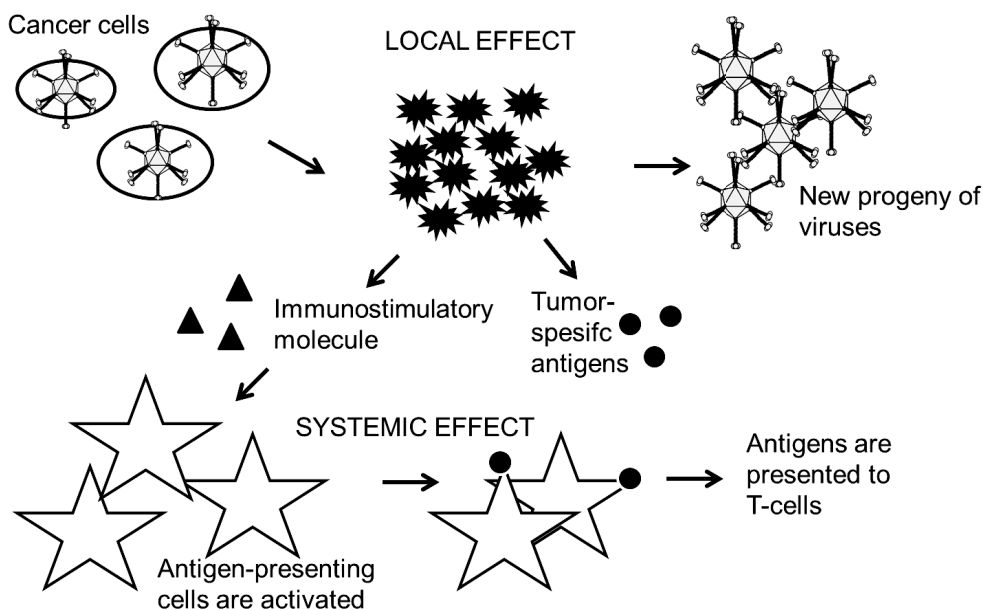 Cancer cells
LOCAL EFFECT
New progeny of
viruses
Immunostimulatory
molecule
Tumor-
spesifc
antigens
SYSTEMIC EFFECT
Antigens are
presented to
T-cells
Antigen-presenting
cells are activated